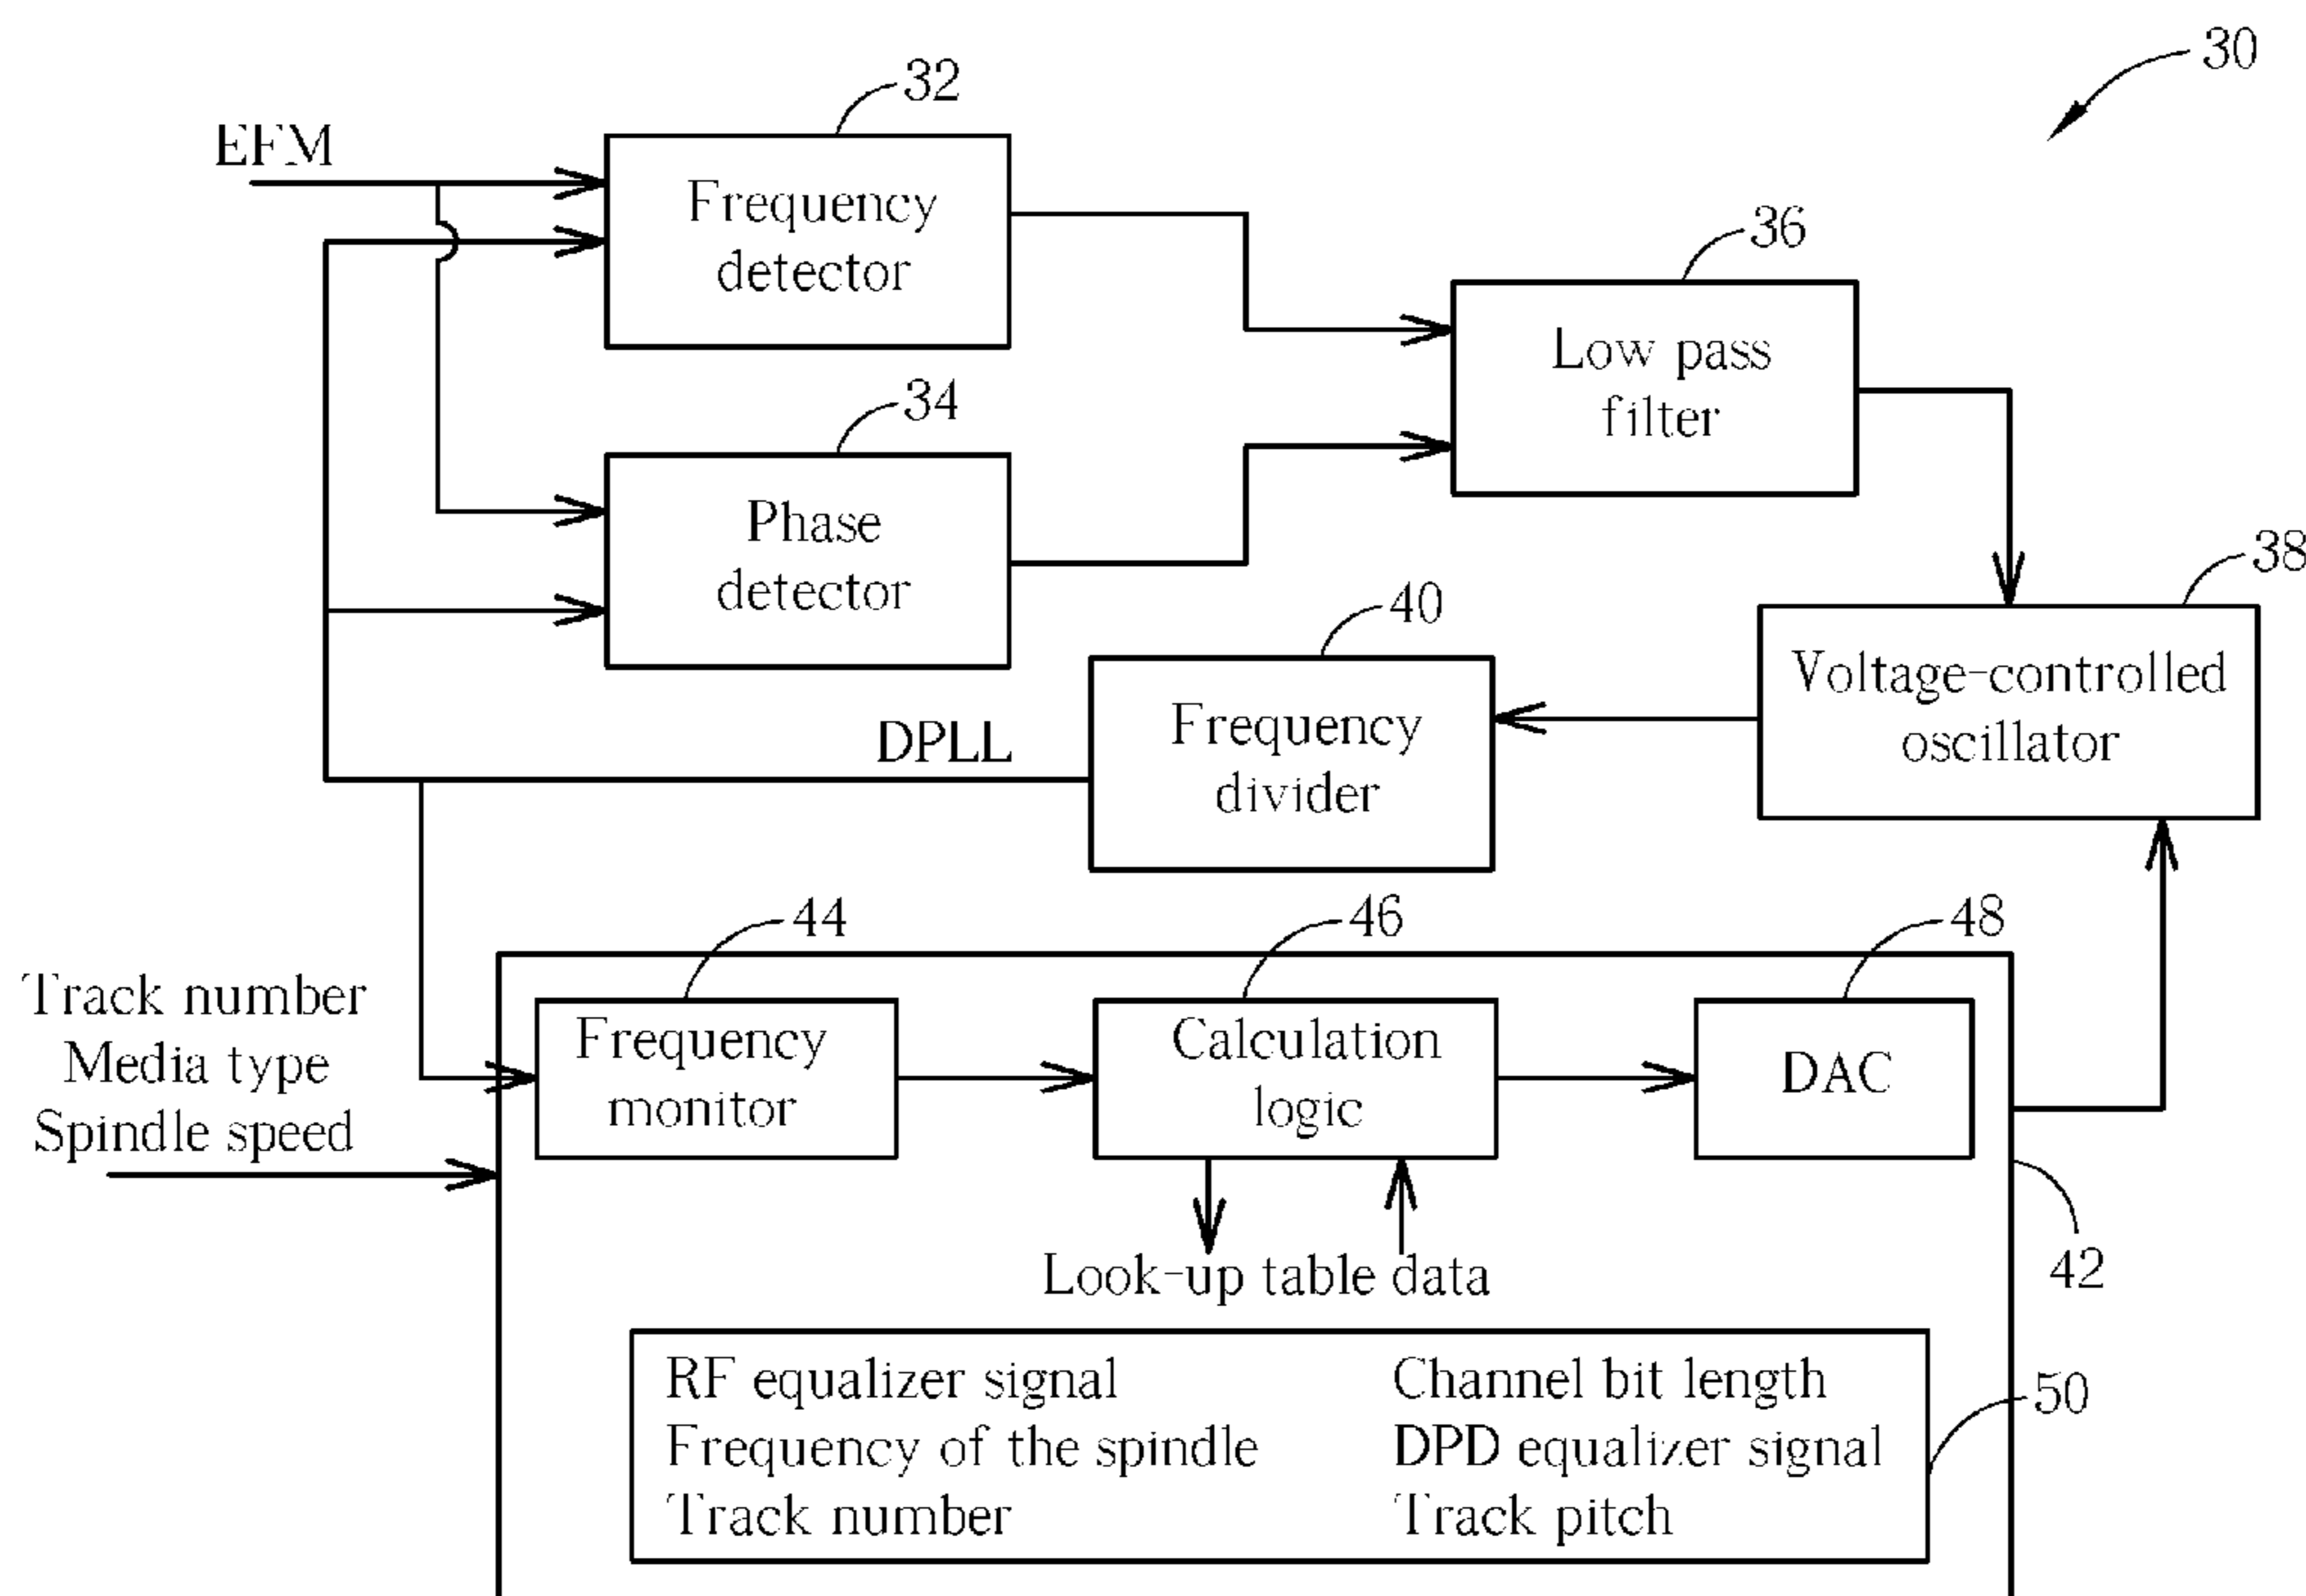 30
32
EFM
Frequency
detector
36
Low pass
filter
34
Phase
detector
38
Voltage-controlled
oscillator
40
Frequency
divider
DPLL
44
46
48
Track number
Media type
Spindle speed
Frequency
monitor
Calculation
logic
DAC
42
Look-up table data
RF equalizer signal
Channel bit length
50
Frequency of the spindle
DPD equalizer signal
Track number
Track pitch